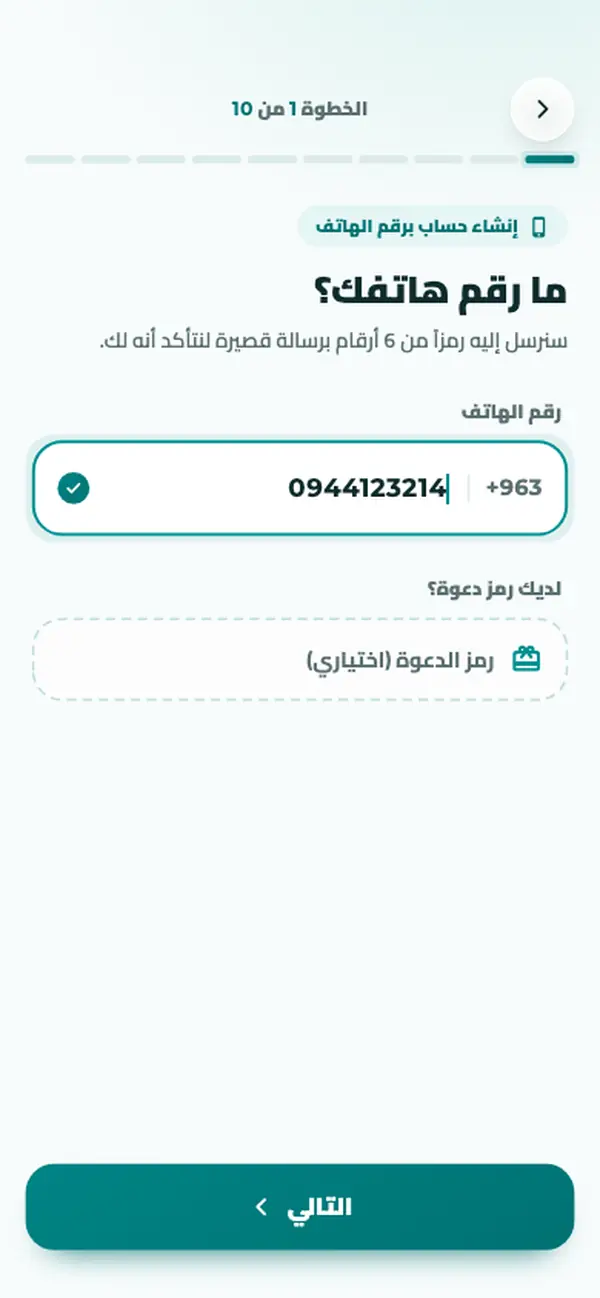 الخطوة 1 من 10
إنشاء حساب برقم الهاتف
ما رقم هاتفك؟
سنرسل إليه رمزاً من 6 أرقام برسالة قصيرة لنتأكد أنه لك.
رقم الهاتف
+963 0944123214
لديك رمز دعوة؟
رمز الدعوة (اختياري)
التالي